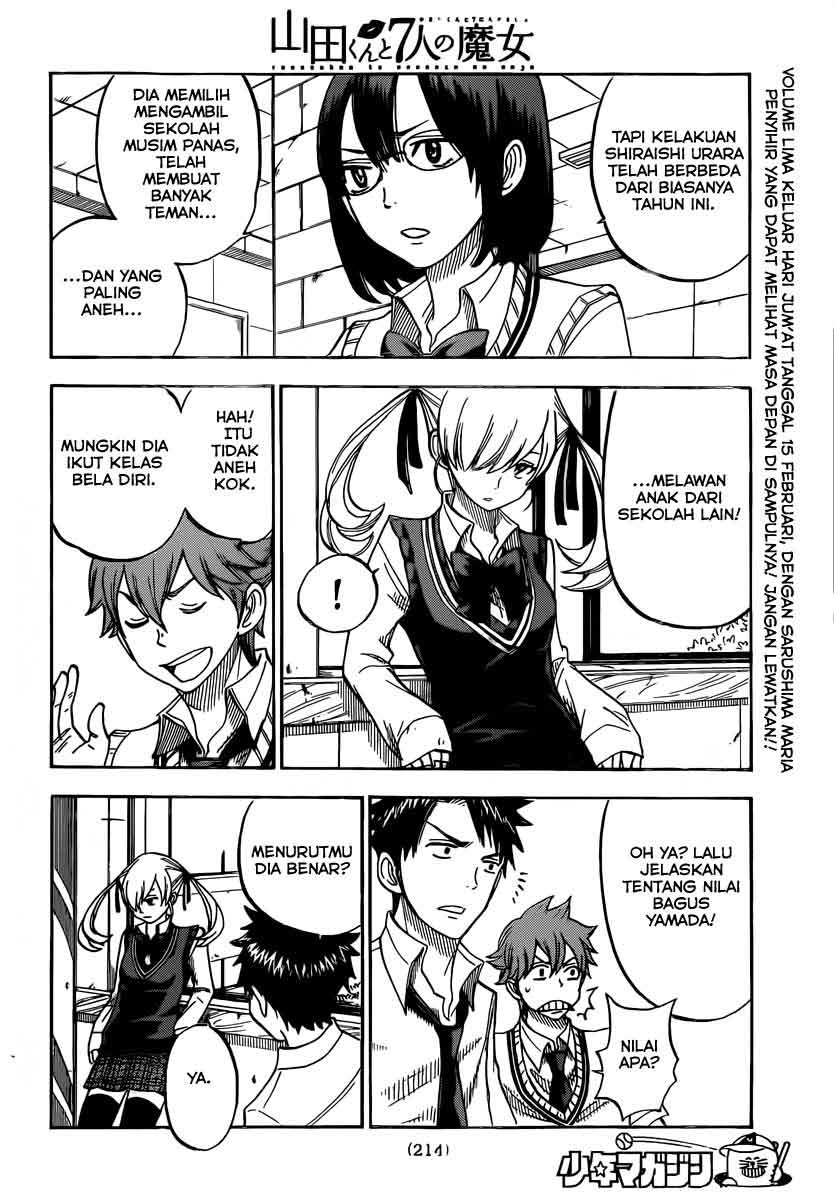 山田くんと7人の魔女
TAPI KELAKUAN
SHIRAISHI URARA
TELAH BERBEDA
DARI BIASANYA
TAHUN INI.
DIA MEMILIH
MENGAMBIL
SEKOLAH
MUSIM PANAS,
TELAH
MEMBUAT
BANYAK
TEMAN...
...DAN YANG
PALING
ANEH...
VOLUME LIMA KELUAR HARI JUM'YAT TANGGAL 15 FEBRUARI, DENGAN SARUSHIMA MARIA
PENYIHIR YANG DAPAT MELIHAT MASA DEPAN DI SAMPULNYA! JANGAN LEWATKAN!!
...MELAWAN
ANAK DARI
SEKOLAH LAIN!
!
HAH!
ITU
TIDAK
ANEH
KOK.
MUNGKIN DIA
IKUT KELAS
BELA DIRI.
OH YA? LALU
JELASKAN
TENTANG NILAI
BAGUS
YAMADA!
NILAI
APA?
MENURUTMU
DIA BENAR?
YA.
(214)
少年マガジン